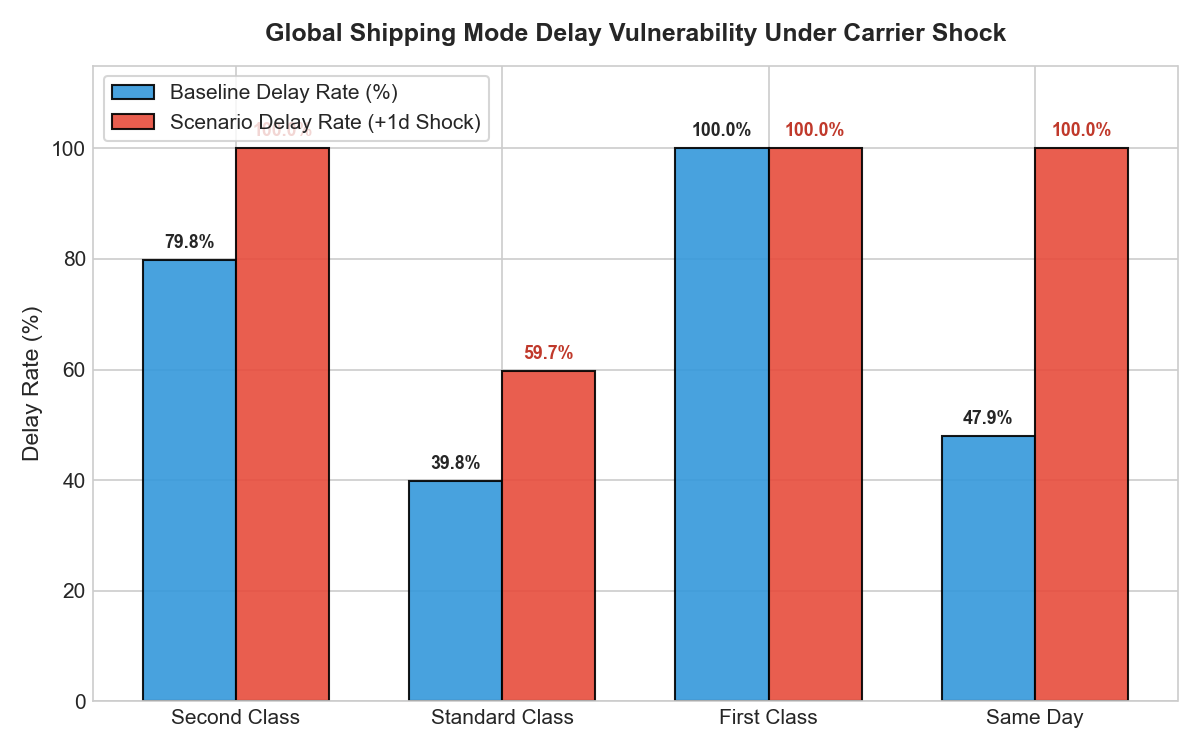 Global Shipping Mode Delay Vulnerability Under Carrier Shock
Baseline Delay Rate (%)
Scenario Delay Rate (+1d Shock)
100.0%
100.0%
100.0%
100.0%
79.8%
59.7%
39.8%
47.9%
Delay Rate (%)
100
80
60
40
20
0
Second Class
Standard Class
First Class
Same Day